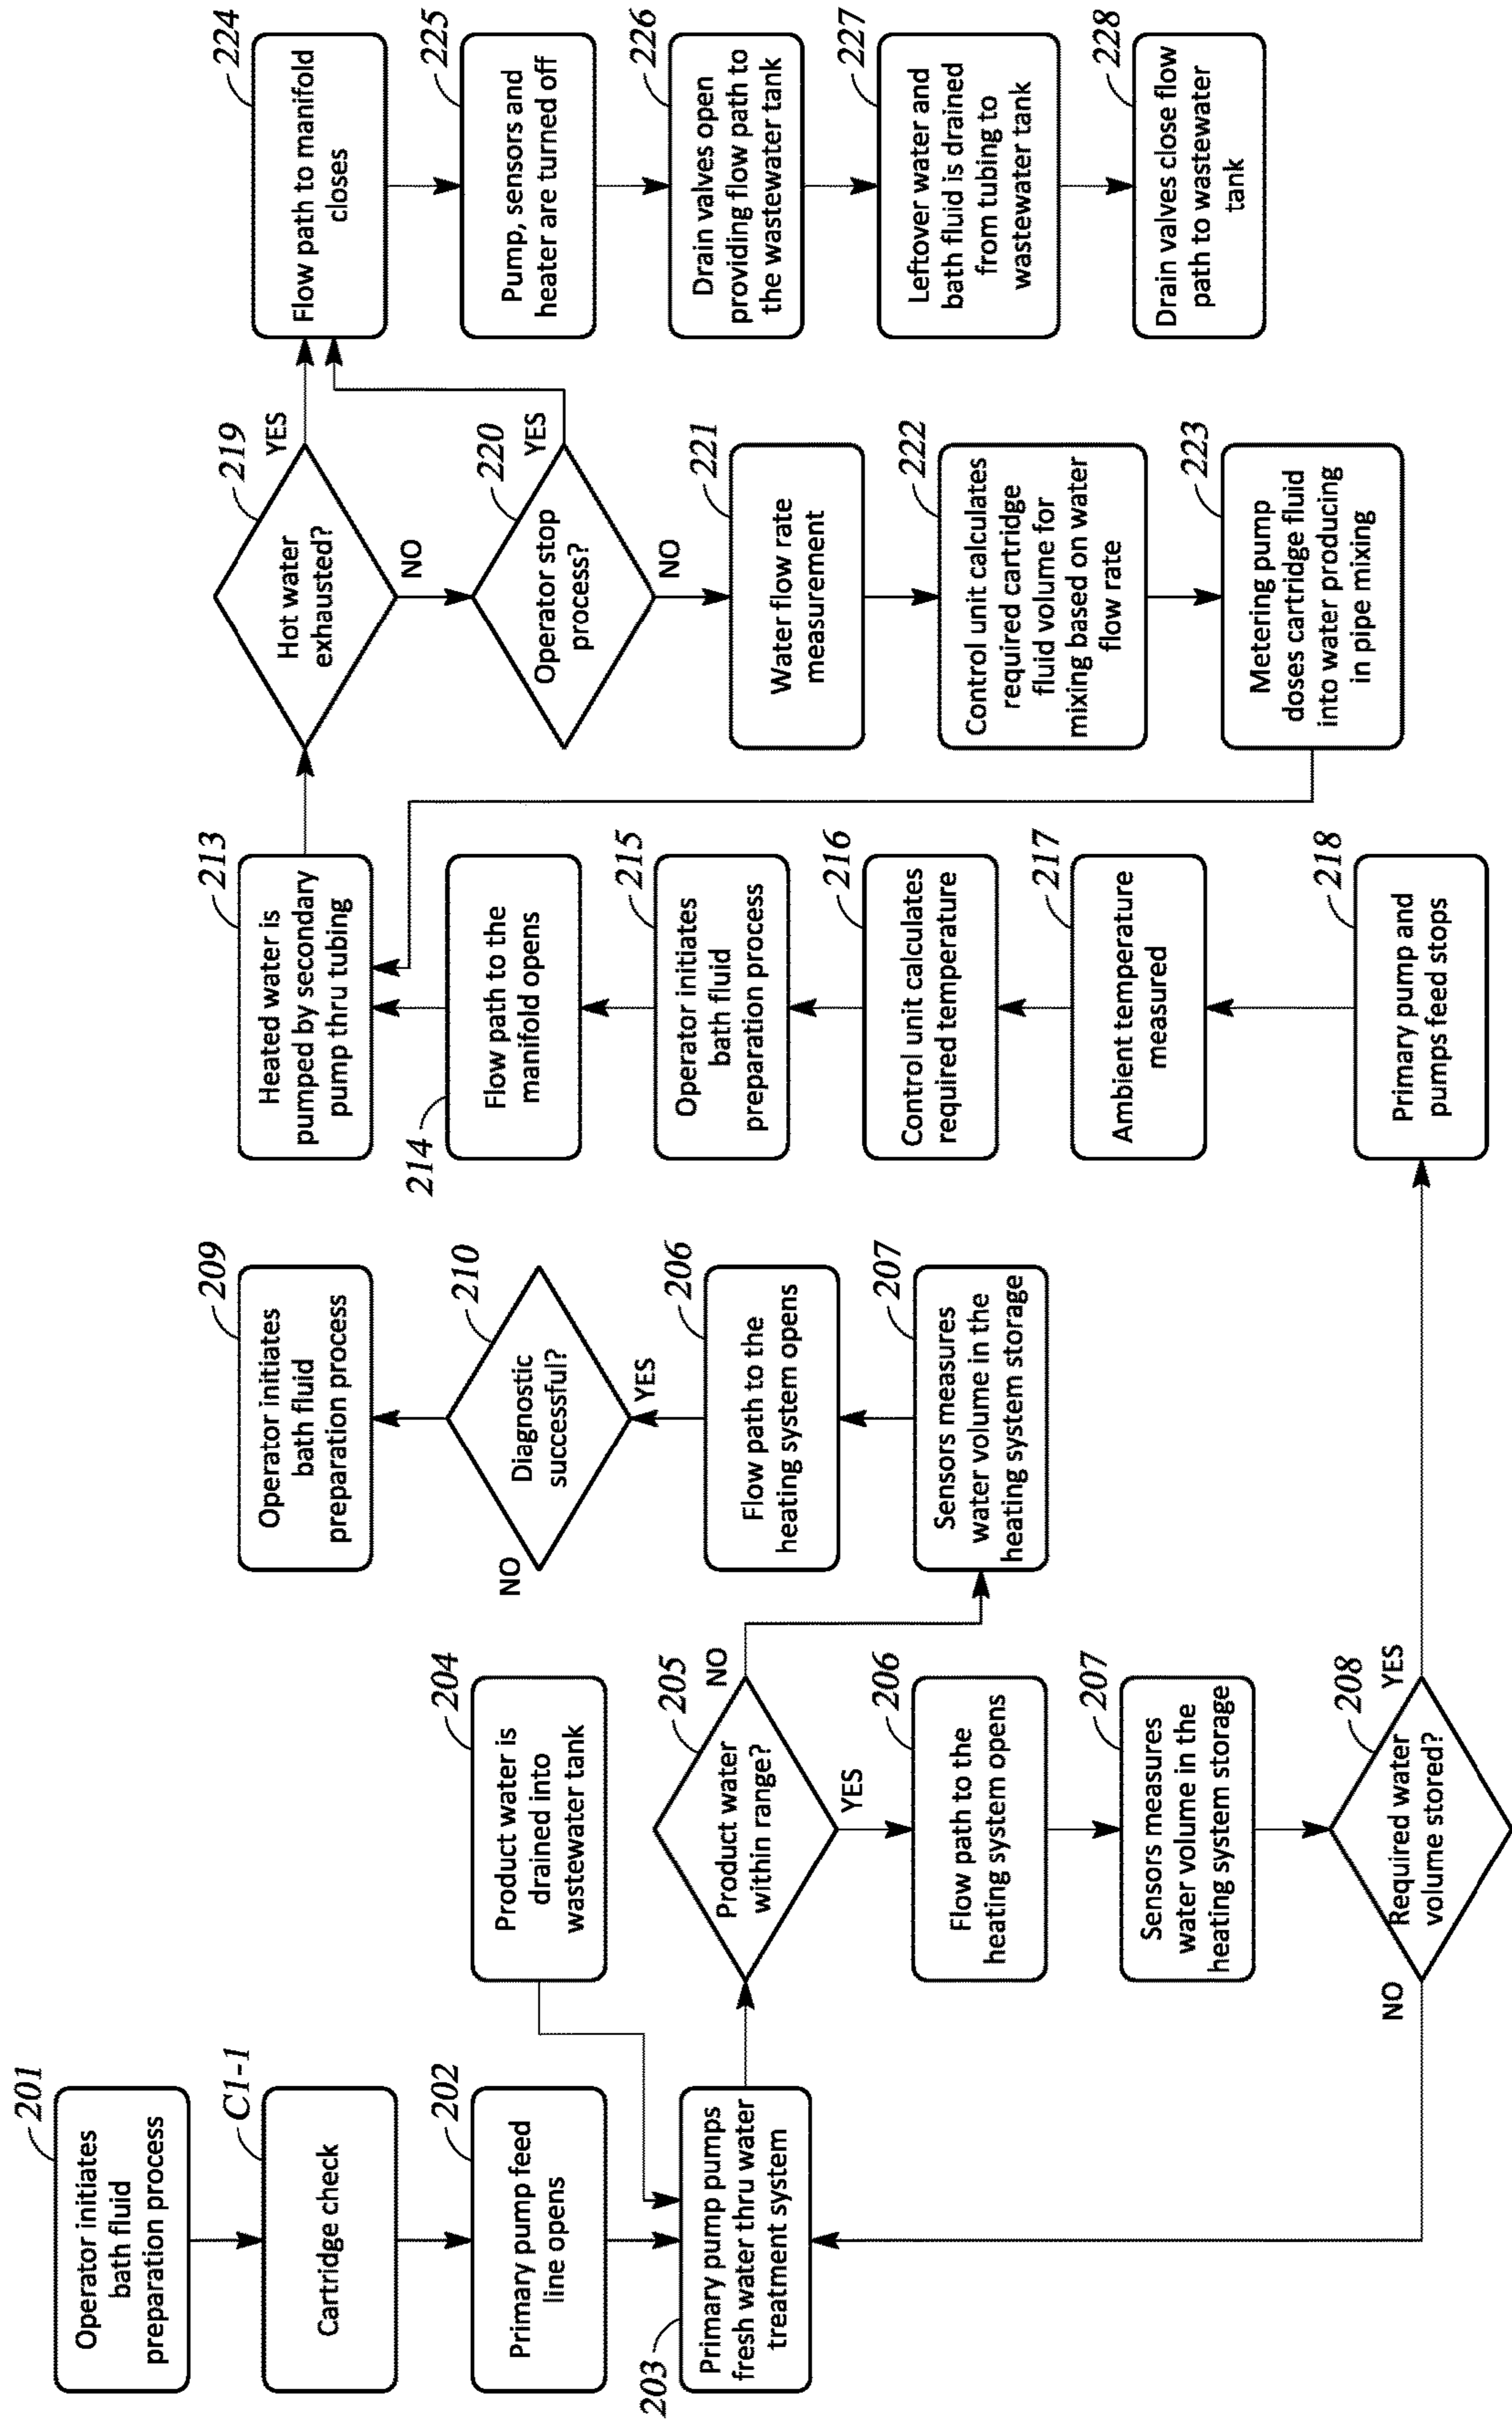 201
Operator initiates
bath fluid
preparation process
C1-1
Cartridge check
202
Primary pump feed
line opens
203
Primary pump pumps
fresh water thru water
treatment system
204
Product water is
drained into
wastewater tank
205
Product water
within range?
NO
YES
206
Flow path to the
heating system opens
207
Sensors measures
water volume in the
heating system storage
208
Required water
volume stored?
NO
YES
209
Operator initiates
bath fluid
preparation process
210
Diagnostic
successful?
NO
YES
206
Flow path to the
heating system opens
207
Sensors measures
water volume in the
heating system storage
213
Heated water is
pumped by secondary
pump thru tubing
214
Flow path to the
manifold opens
215
Operator initiates
bath fluid
preparation process
216
Control unit calculates
required temperature
217
Ambient temperature
measured
218
Primary pump and
pumps feed stops
219
Hot water
exhausted?
YES
NO
220
Operator stop
process?
YES
NO
221
Water flow rate
measurement
222
Control unit calculates
required cartridge
fluid volume for
mixing based on water
flow rate
223
Metering pump
doses cartridge fluid
into water producing
in pipe mixing
224
Flow path to manifold
closes
225
Pump, sensors and
heater are turned off
226
Drain valves open
providing flow path to
the wastewater tank
227
Leftover water and
bath fluid is drained
from tubing to
wastewater tank
228
Drain valves close flow
path to wastewater
tank